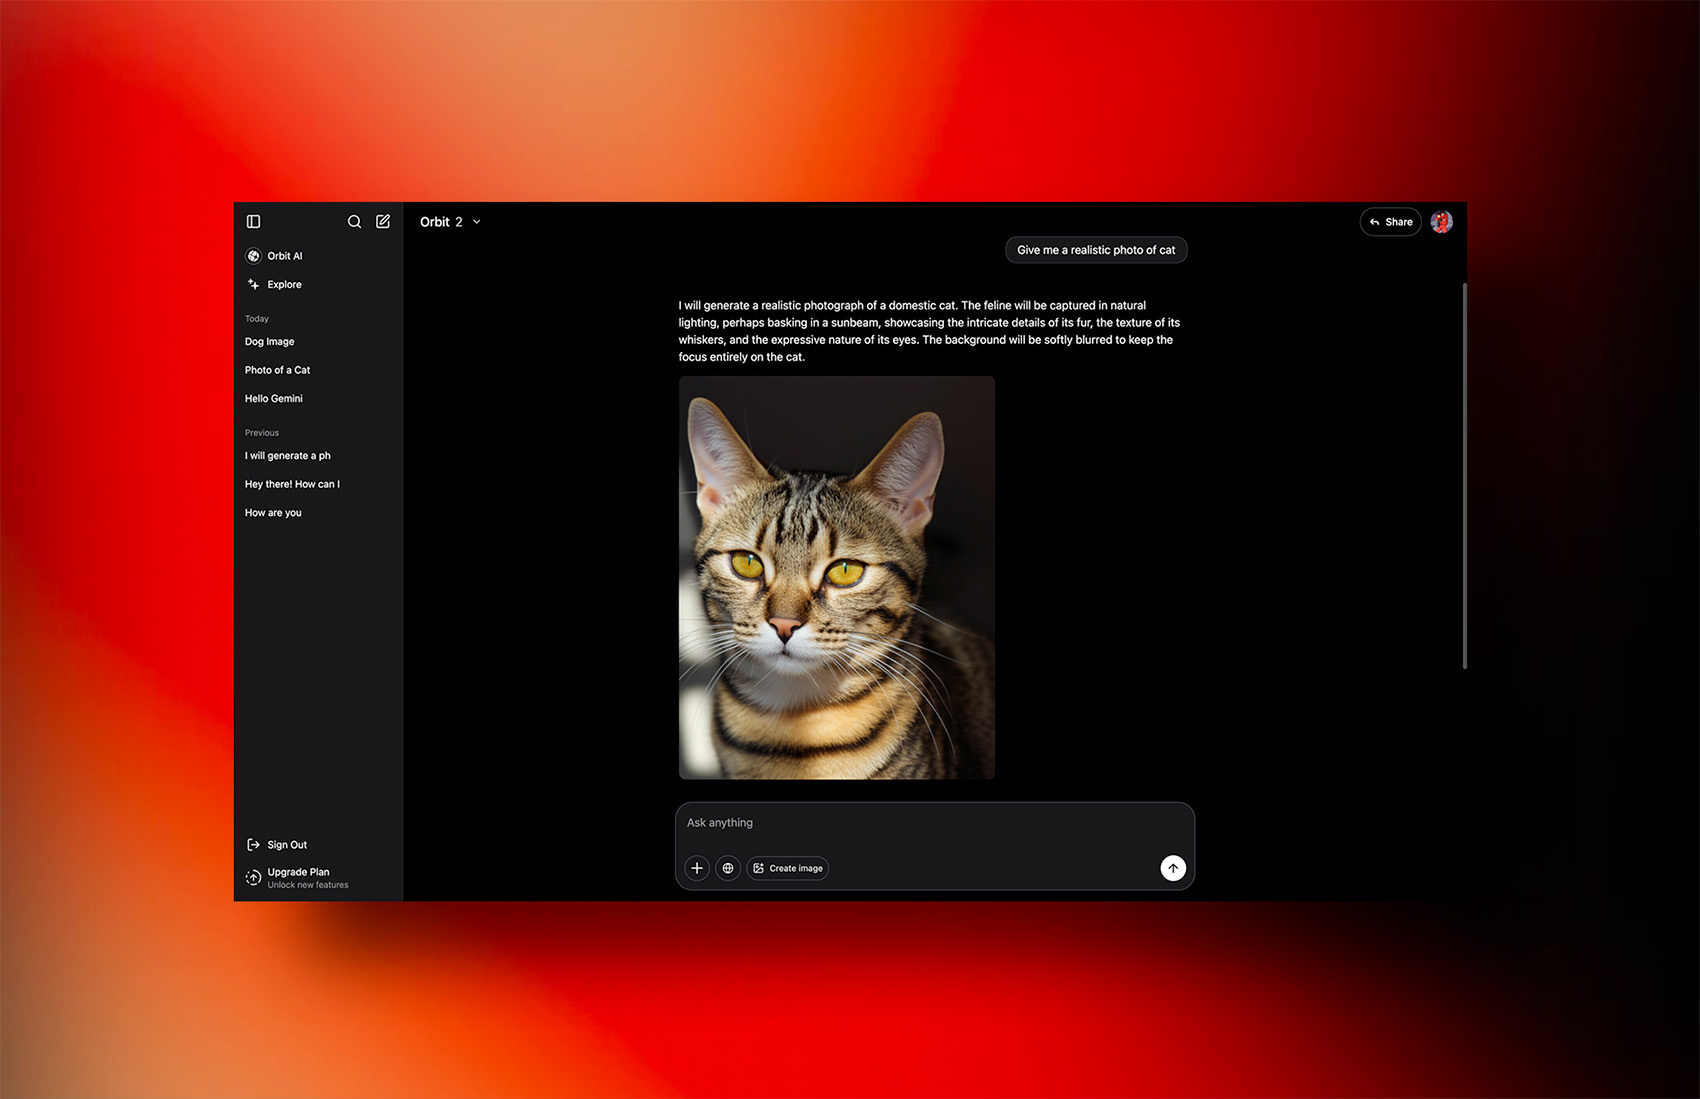 Orbit AI
Explore
Today
Dog Image
Photo of a Cat
Hello Gemini
Previous
I will generate a ph
Hey there! How can I
How are you
Sign Out
Upgrade Plan
Unlock new features
Orbit 2
Share
Give me a realistic photo of cat
I will generate a realistic photograph of a domestic cat. The feline will be captured in natural
lighting, perhaps basking in a sunbeam, showcasing the intricate details of its fur, the texture of its
whiskers, and the expressive nature of its eyes. The background will be softly blurred to keep the
focus entirely on the cat.
Ask anything
Create image